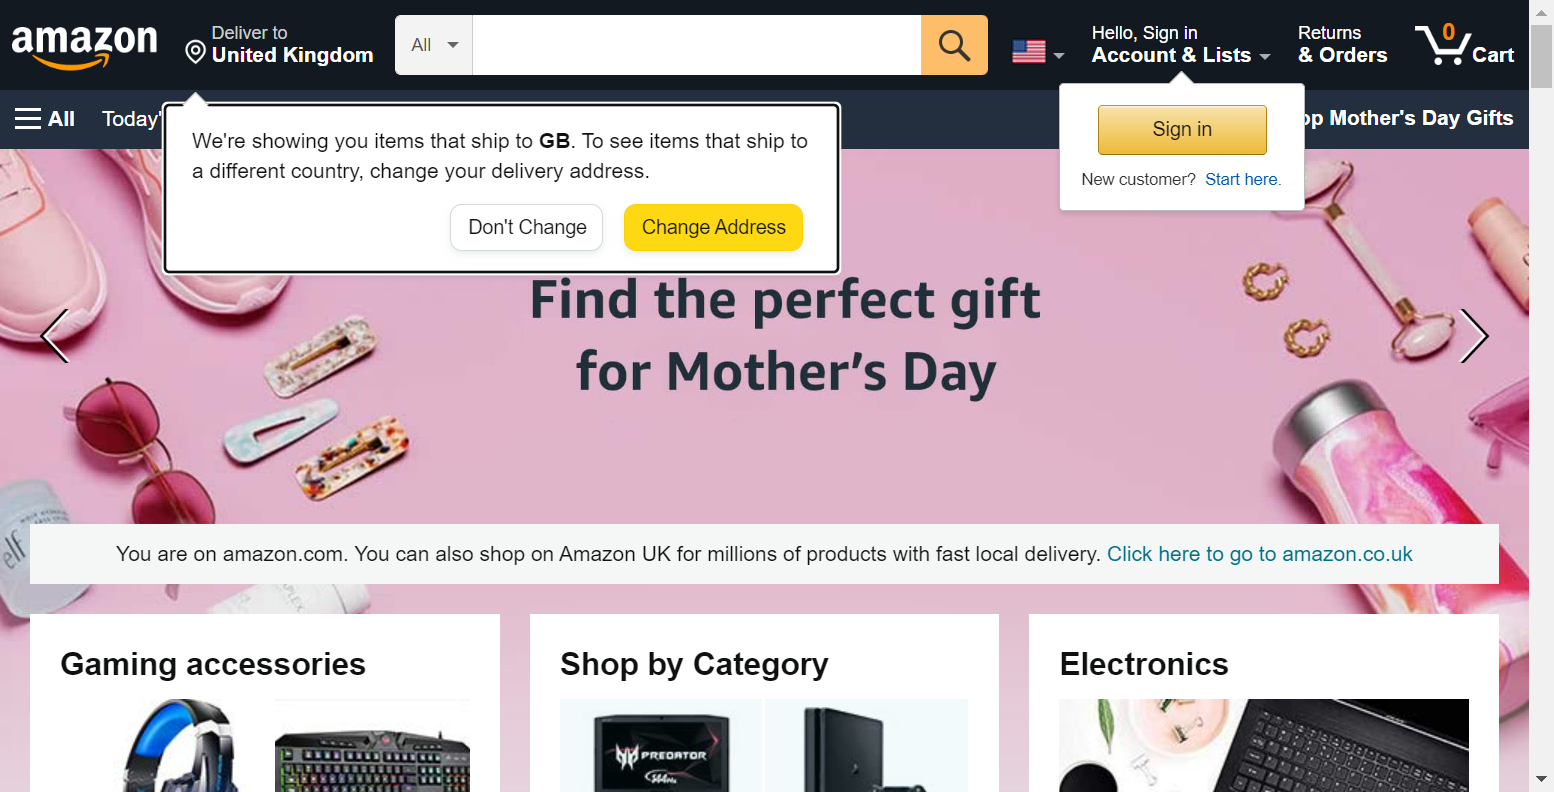 amazon
Deliver to
United Kingdom
All
Hello, Sign in
Account & Lists
Returns
& Orders
0
Cart
All
Today'
op Mother's Day Gifts
We're showing you items that ship to GB. To see items that ship to
a different country, change your delivery address.
Don't Change
Change Address
Sign in
New customer? Start here.
Find the perfect gift
for Mother's Day
elf
You are on amazon.com. You can also shop on Amazon UK for millions of products with fast local delivery. Click here to go to amazon.co.uk
Gaming accessories
Shop by Category
Electronics
PREDATOR
144Hz